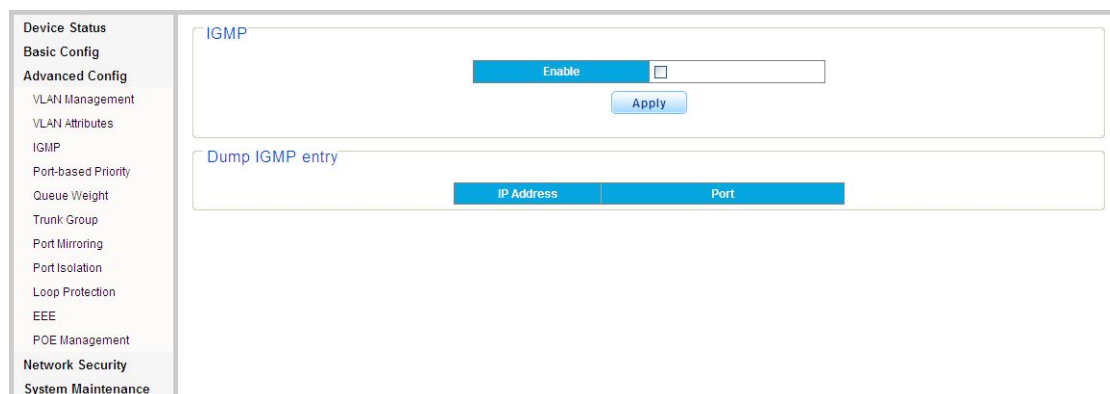 Device Status
Basic Config
Advanced Config
VLAN Management
VLAN Attributes
IGMP
Port-based Priority
Queue Weight
Trunk Group
Port Mirroring
Port Isolation
Loop Protection
EEE
POE Management
Network Security
System Maintenance
IGMP
Enable
Apply
Dump IGMP entry
IP Address Port